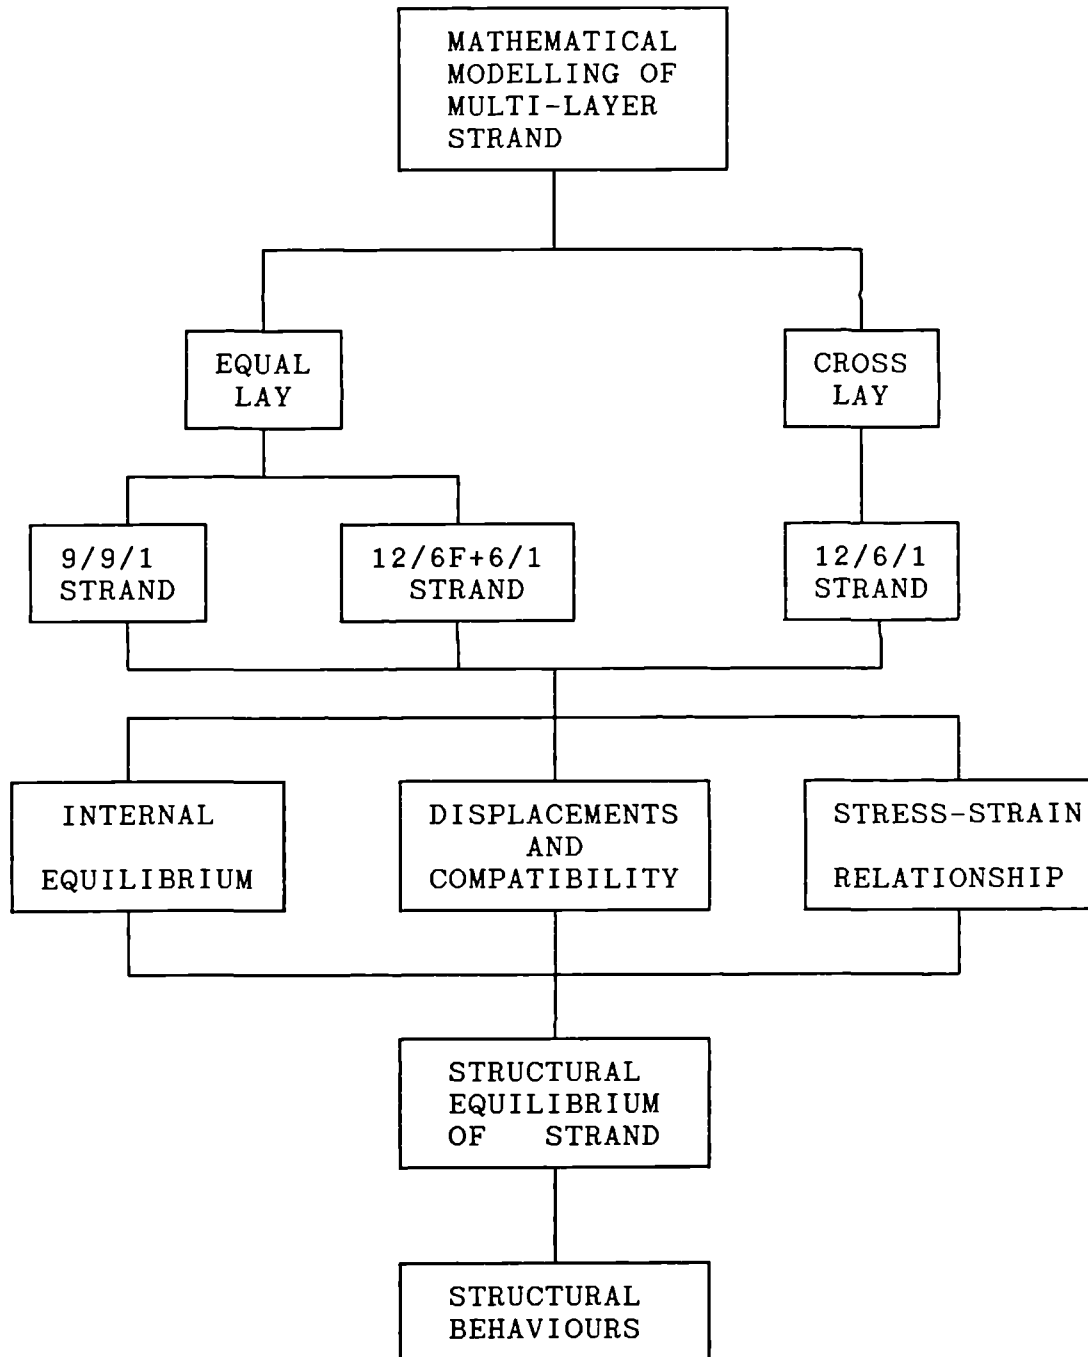 MATHEMATICAL
MODELLING OF
MULTI-LAYER
STRAND
EQUAL
LAY
CROSS
LAY
9/9/1
STRAND
12/6F+6/1
STRAND
12/6/1
STRAND
INTERNAL
EQUILIBRIUM
DISPLACEMENTS
AND
COMPATIBILITY
STRESS-STRAIN
RELATIONSHIP
STRUCTURAL
EQUILIBRIUM
OF STRAND
STRUCTURAL
BEHAVIOURS